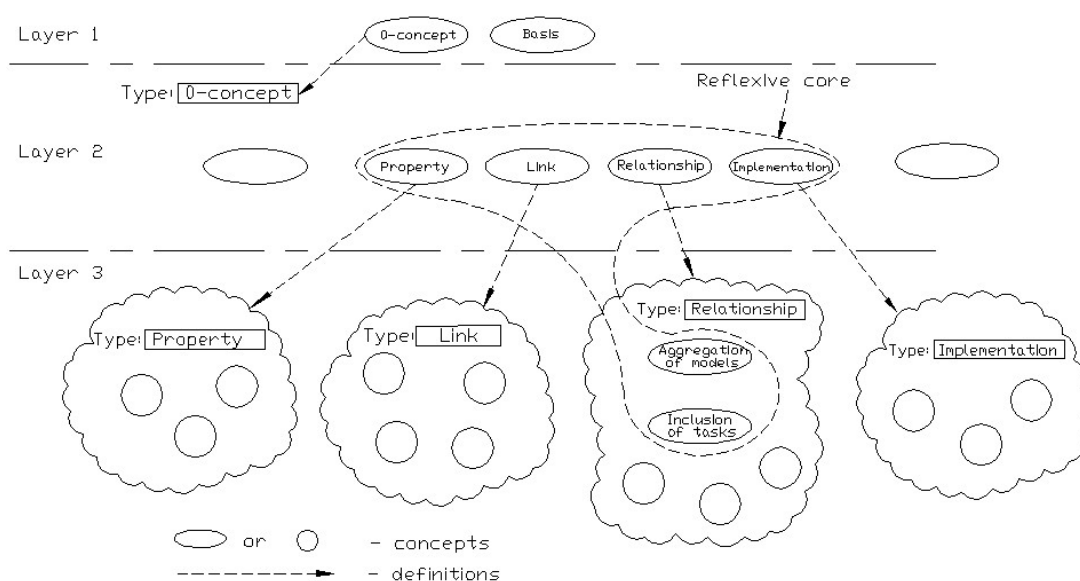 Layer 1
0-concept
Basis
Type: 0-concept
Reflexive core
Layer 2
Property
Link
Relationship
Implementation
Layer 3
Type: Property
Type: Link
Type: Relationship
Aggregation
of models
Inclusion
of tasks
Type: Implementation
or
- concepts
- definitions